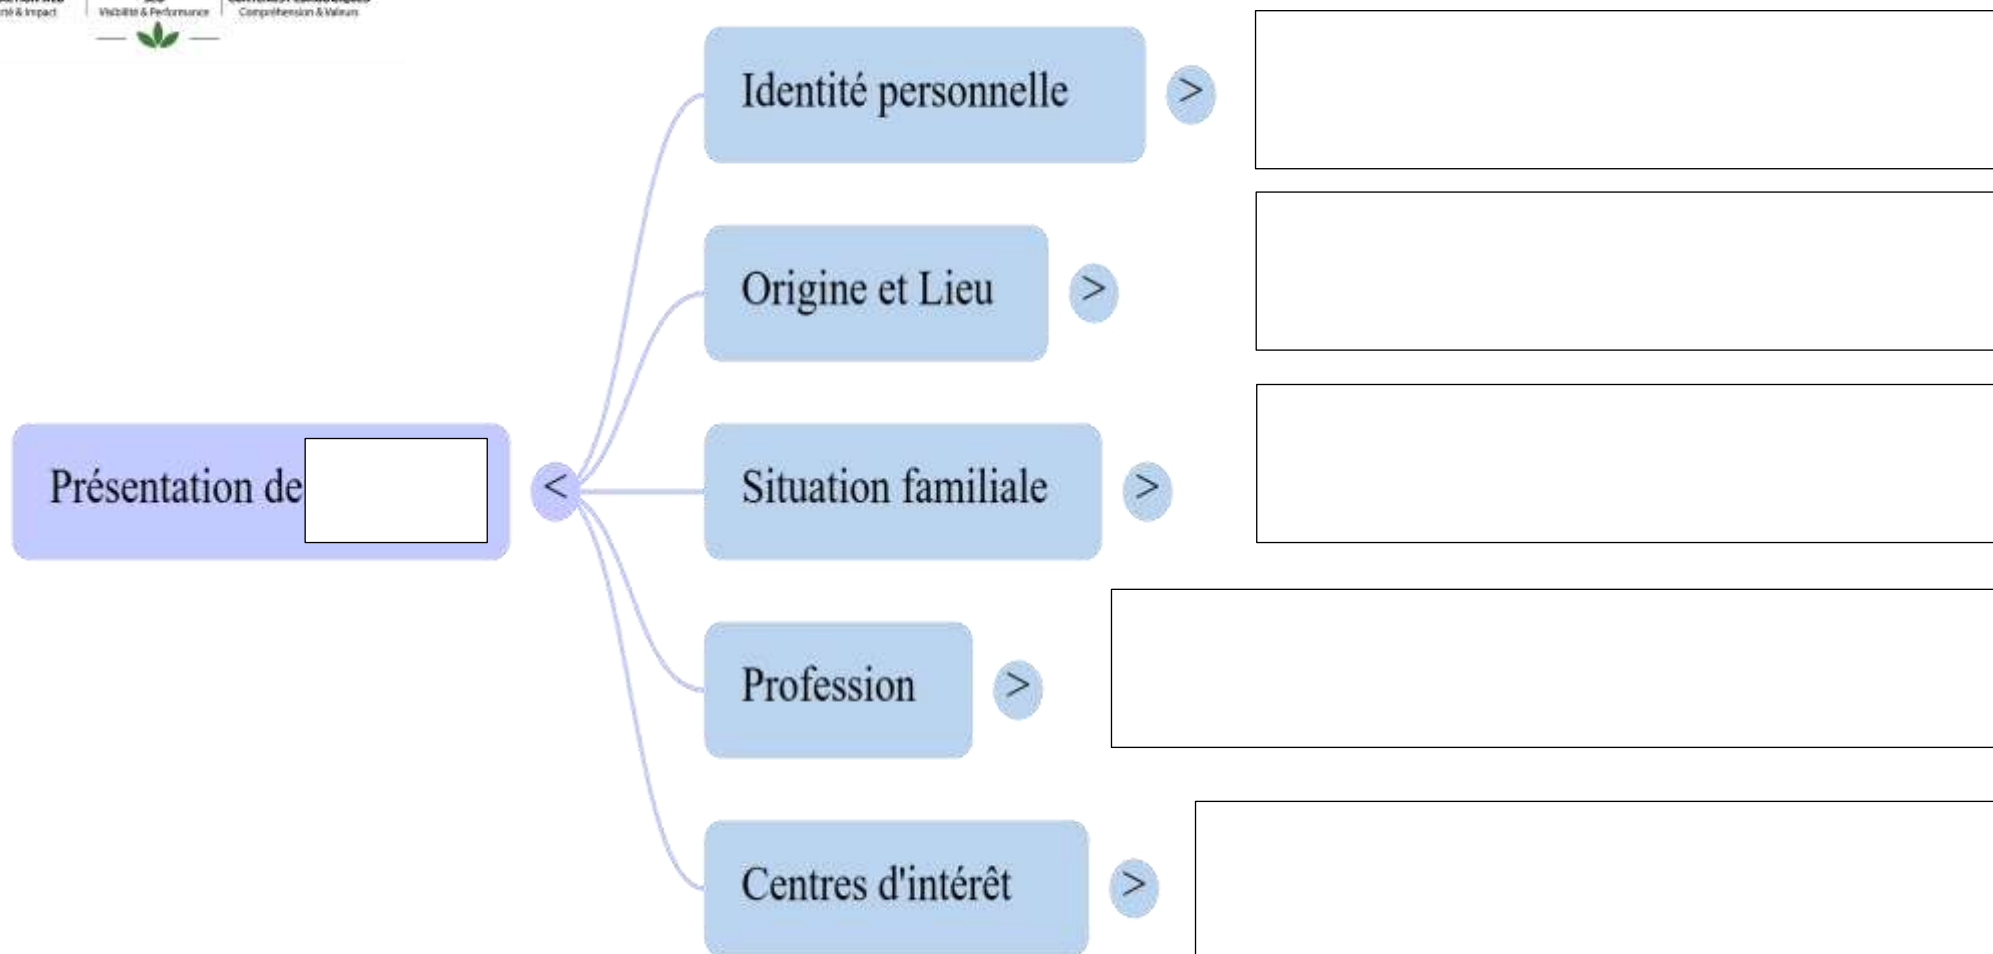 Visibilité & Performance
Compréhension & Valeurs
Identité personnelle >
Origine et Lieu >
Présentation de <
Situation familiale >
Profession >
Centres d'intérêt >